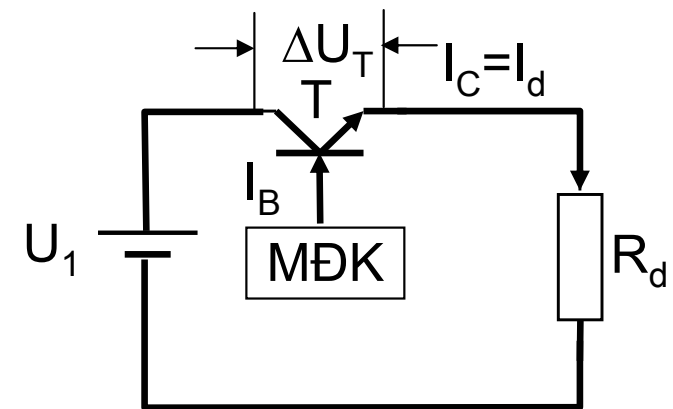 ΔU_T
I_C=I_d
T
I_B
U_1
MĐK
R_d